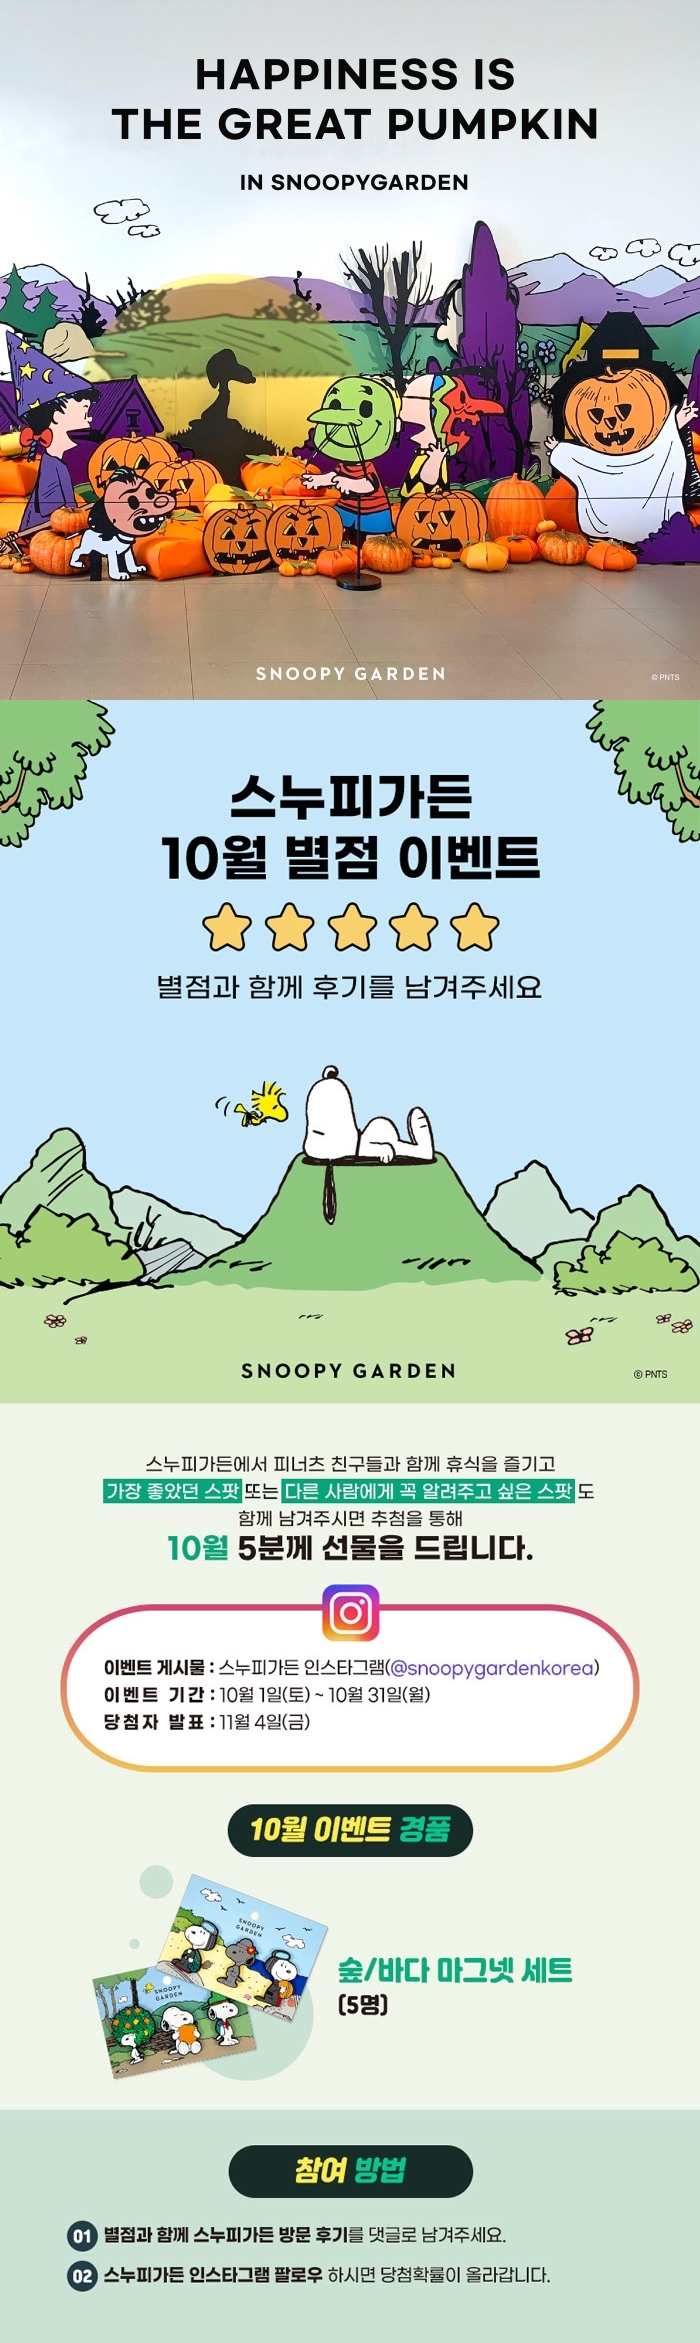 HAPPINESS IS
THE GREAT PUMPKIN
IN SNOOPYGARDEN
SNOOPY GARDEN
© PNTS
스누피가든
10월 별점 이벤트
별점과 함께 후기를 남겨주세요
SNOOPY GARDEN
© PNTS
스누피가든에서 피너츠 친구들과 함께 휴식을 즐기고
가장 좋았던 스팟 또는 다른 사람에게 꼭 알려주고 싶은 스팟 도
함께 남겨주시면 추첨을 통해
10월 5분께 선물을 드립니다.
이벤트 게시물 : 스누피가든 인스타그램(@snoopygardenkorea)
이벤트 기간 : 10월 1일(토) ~ 10월 31일(월)
당첨자 발표 : 11월 4일(금)
10월 이벤트 경품
SNOOPY
GARDEN
SNOOPY
GARDEN
숲/바다 마그넷 세트
(5명)
참여 방법
01 별점과 함께 스누피가든 방문 후기를 댓글로 남겨주세요.
02 스누피가든 인스타그램 팔로우 하시면 당첨확률이 올라갑니다.